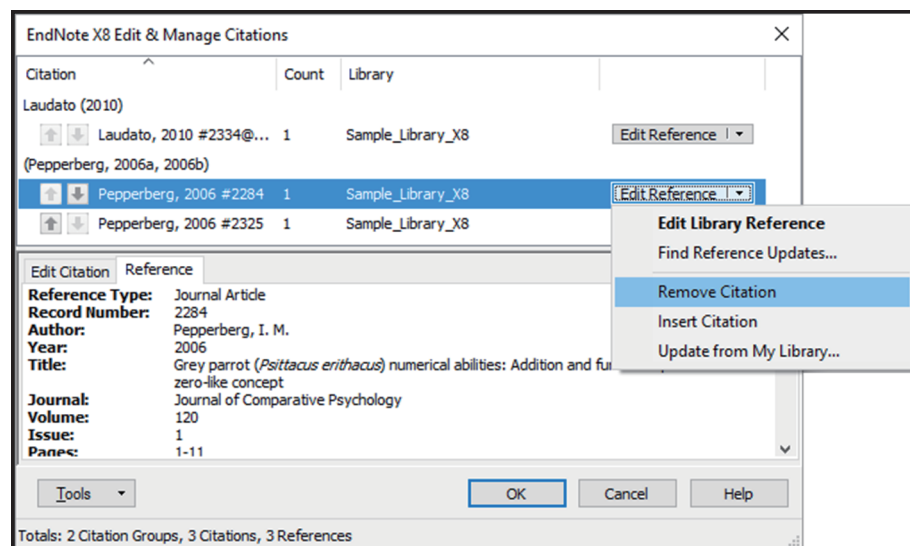 EndNote X8 Edit & Manage Citations
Citation Count Library
Laudato (2010)
Laudato, 2010 #2334@... 1 Sample_Library_X8 Edit Reference
(Pepperberg, 2006a, 2006b)
Pepperberg, 2006 #2284 1 Sample_Library_X8 Edit Reference
Pepperberg, 2006 #2325 1 Sample_Library_X8
Edit Library Reference
Find Reference Updates...
Remove Citation
Insert Citation
Update from My Library...
Edit Citation Reference
Reference Type: Journal Article
Record Number: 2284
Author: Pepperberg, I. M.
Year: 2006
Title: Grey parrot (Psittacus erithacus) numerical abilities: Addition and
zero-like concept
Journal: Journal of Comparative Psychology
Volume: 120
Issue: 1
Pages: 1-11
Tools OK Cancel Help
Totals: 2 Citation Groups, 3 Citations, 3 References